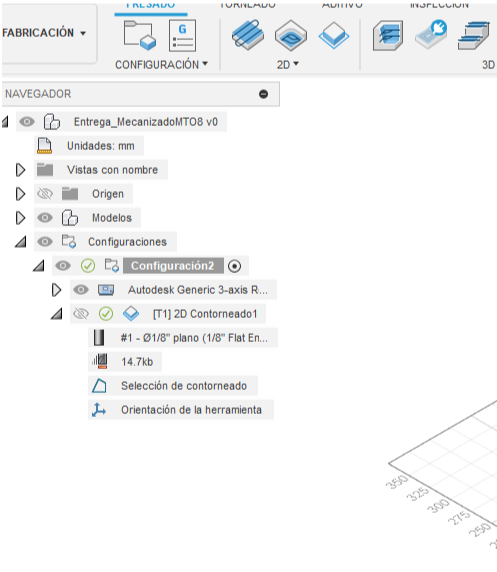 FRESADO TORNEADO ADITIVO INSPECCIÓN
FABRICACIÓN
G
CONFIGURACIÓN
2D
3D
NAVEGADOR
Entrega_MecanizadoMTO8 v0
Unidades: mm
Vistas con nombre
Origen
Modelos
Configuraciones
Configuración2
Autodesk Generic 3-axis R...
[T1] 2D Contorneado1
#1 - Ø1/8" plano (1/8" Flat En...
14.7kb
Selección de contorneado
Orientación de la herramienta
350
325
300
275
250